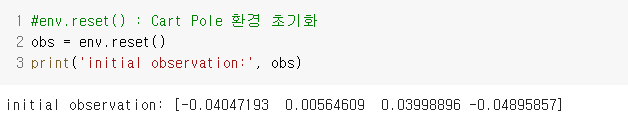 1 #env.reset() : Cart Pole 환경 초기화
2 obs = env.reset()
3 print('initial observation:', obs)
initial observation: [-0.04047193 0.00564609 0.03998896 -0.04895857]